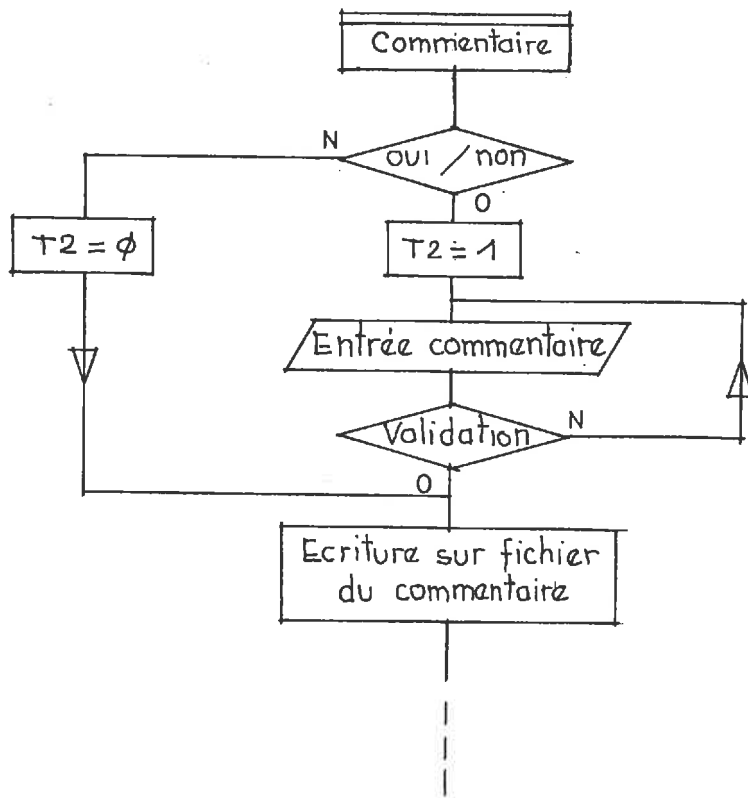 Commentaire
N
oui / non
O
T2 = ϕ
T2 = 1
Entrée commentaire
Validation
N
O
Ecriture sur fichier
du commentaire